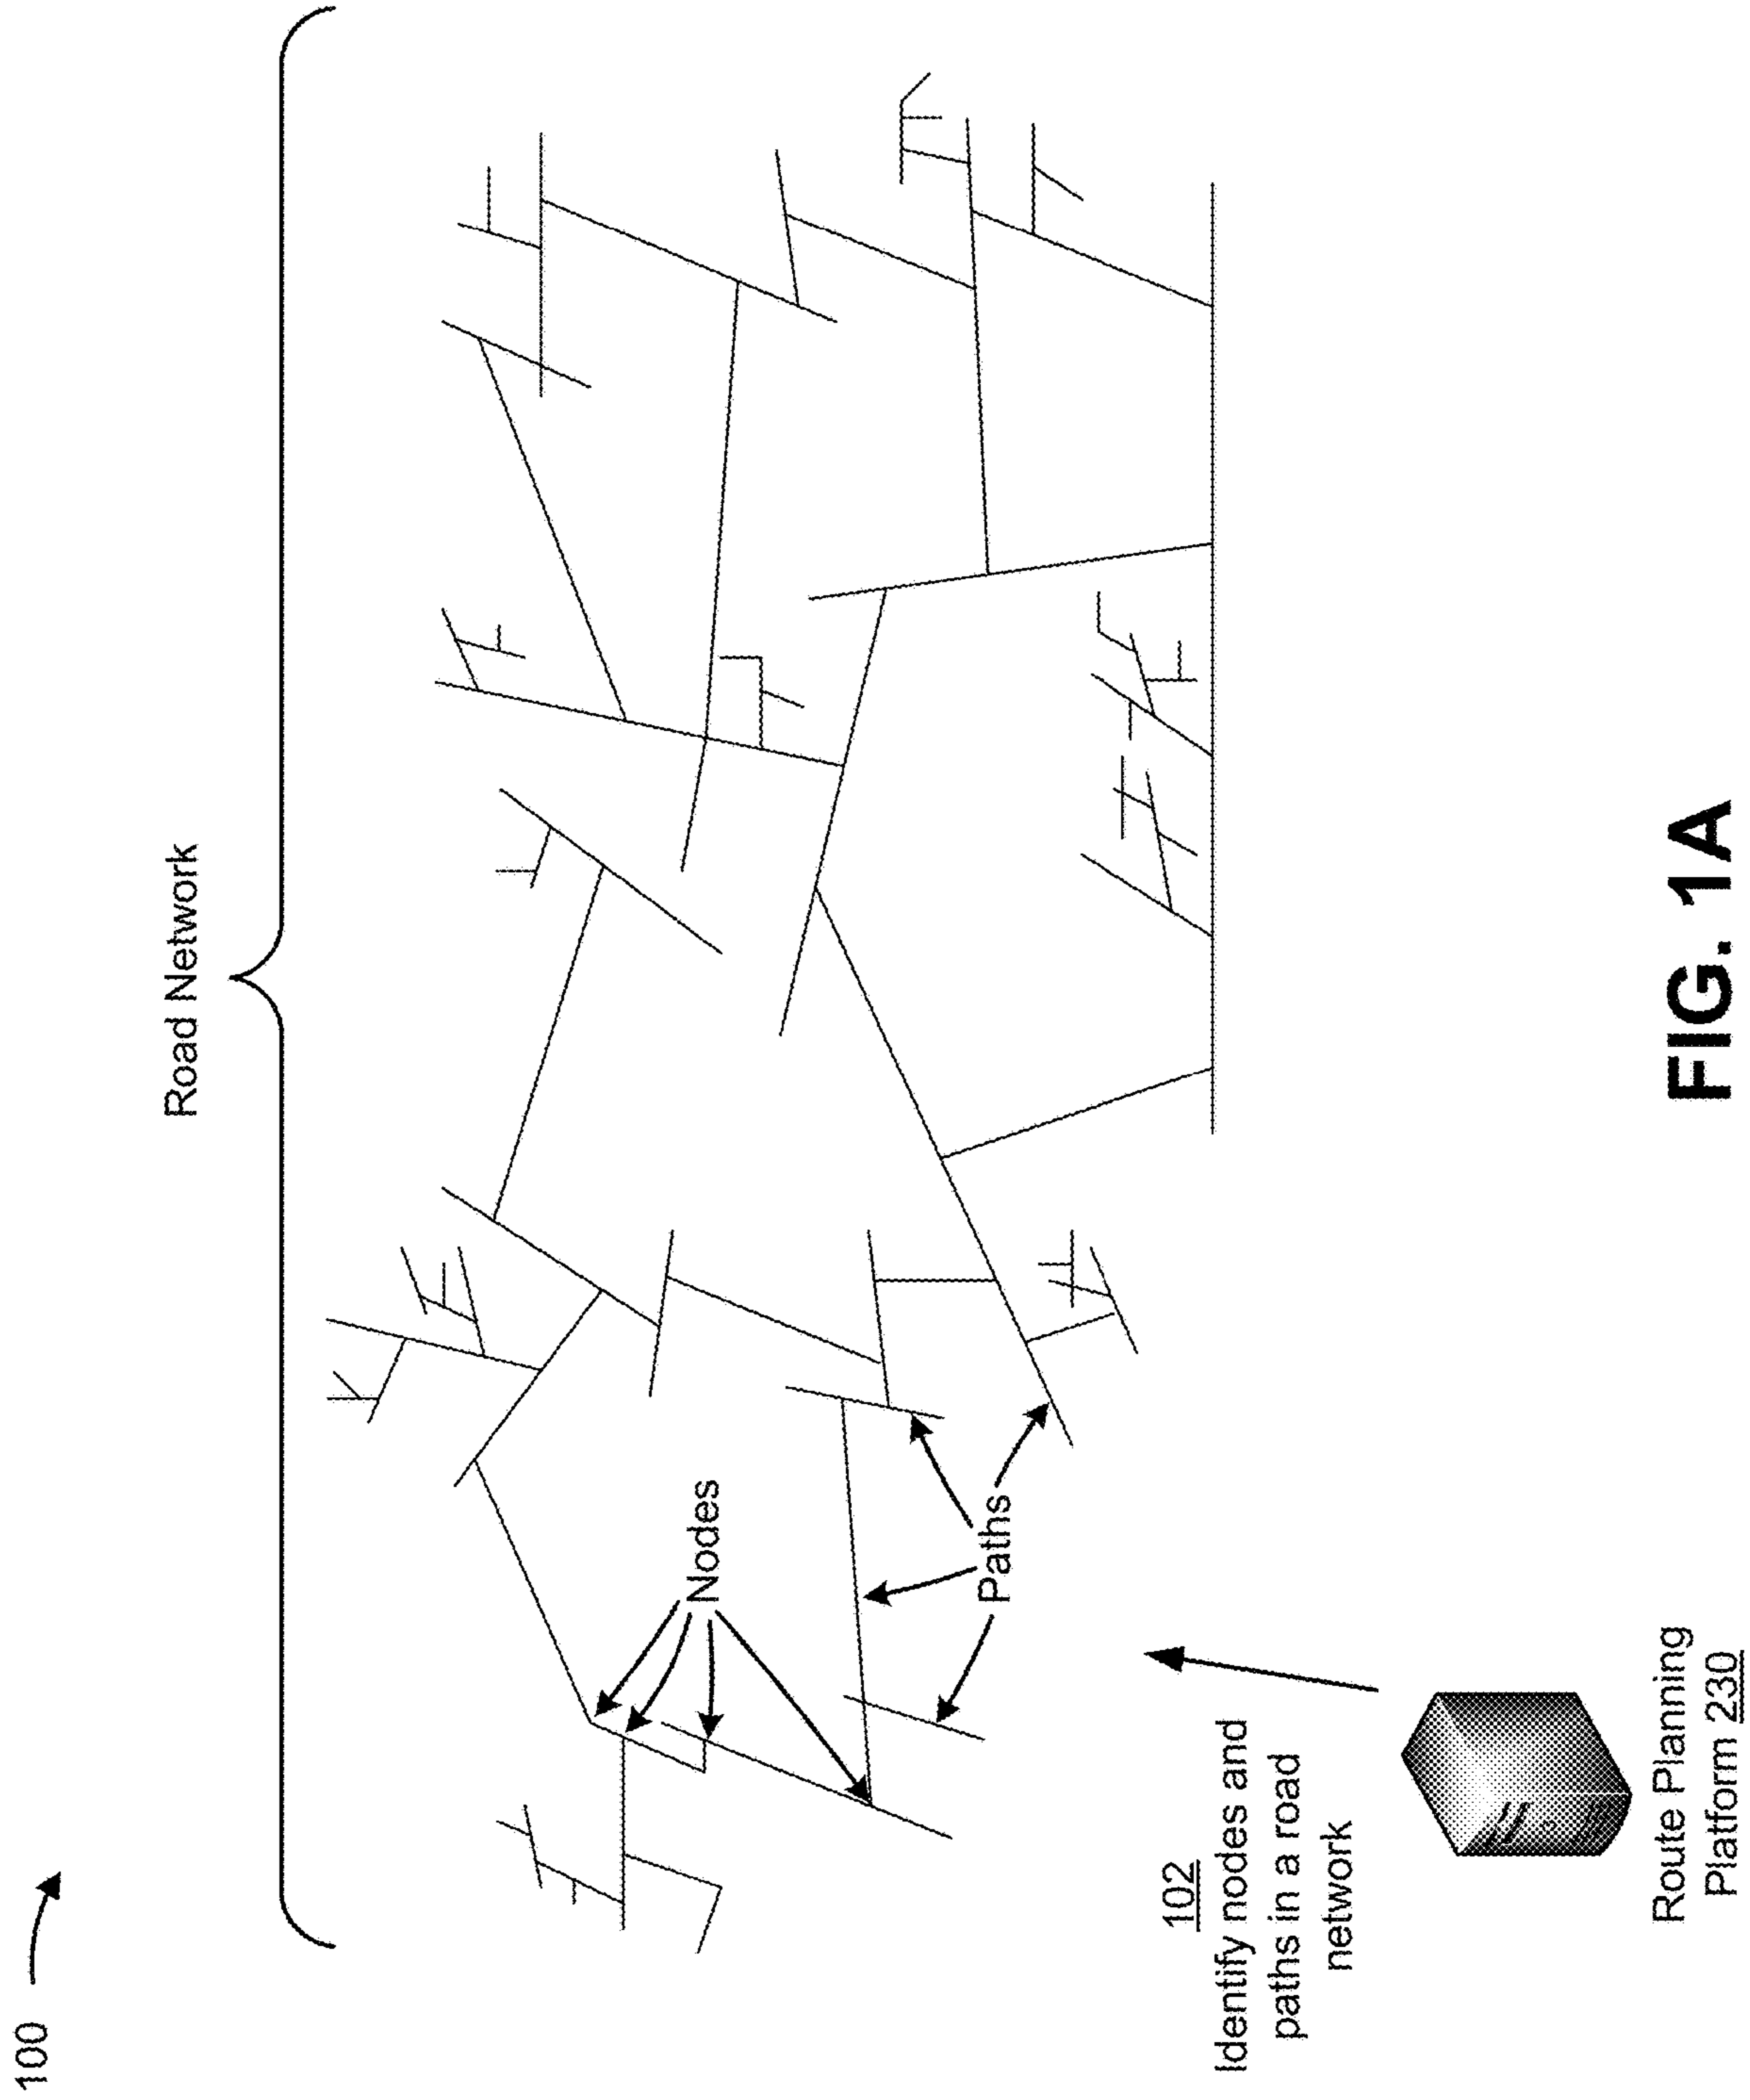 100
Road Network
Nodes
Paths
102
Identify nodes and
paths in a road
network
Route Planning
Platform 230
FIG. 1A